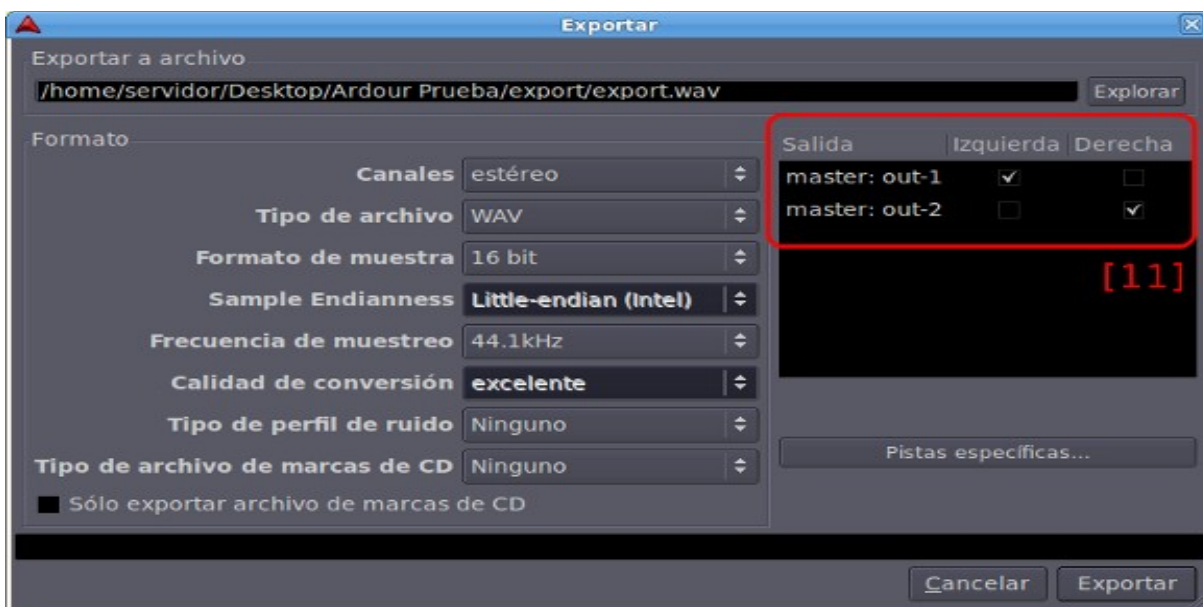 Exportar
Exportar a archivo
/home/servidor/Desktop/Ardour Prueba/export/export.wav
Explorar
Formato
Canales estéreo
Tipo de archivo WAV
Formato de muestra 16 bit
Sample Endianness Little-endian (Intel)
Frecuencia de muestreo 44.1kHz
Calidad de conversión excelente
Tipo de perfil de ruido Ninguno
Tipo de archivo de marcas de CD Ninguno
Sólo exportar archivo de marcas de CD
Salida Izquierda Derecha
master: out-1
master: out-2
[11]
Pistas específicas...
Cancelar
Exportar